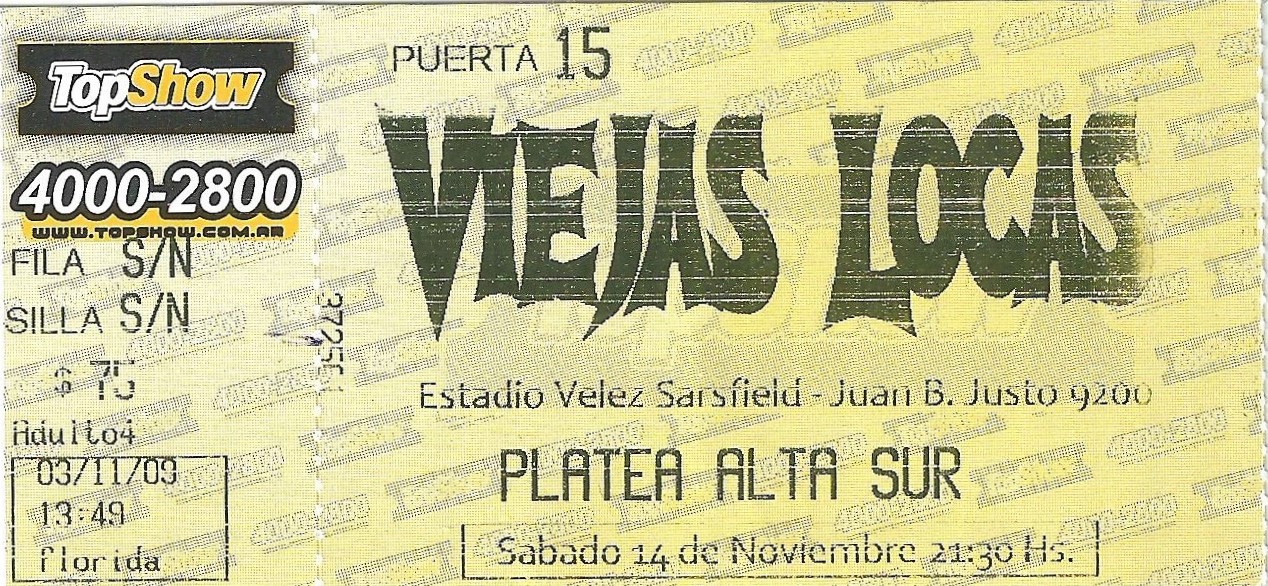 TopShow
4000-2800
WWW.TOPSHOW.COM.AR
FILA S/N
SILLA S/N
$ 75
Adulto4
03/11/09
13:49
florida
PUERTA 15
VIEJAS LOCAS
Estadio Velez Sarsfield - Juan B. Justo 9200
PLATEA ALTA SUR
Sabado 14 de Noviembre 21:30 Hs.